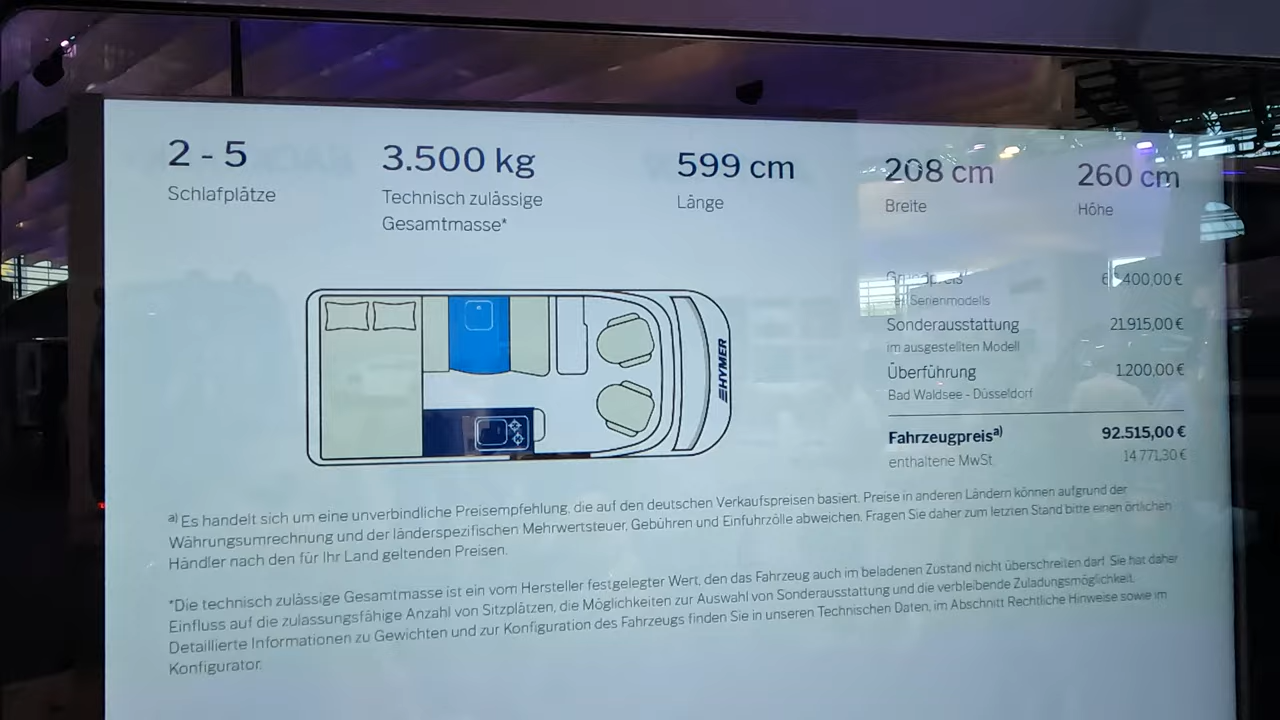 2 - 5
Schlafplätze
3.500 kg
Technisch zulässige
Gesamtmasse*
599 cm
Länge
208 cm
Breite
260 cm
Höhe
HYMER
Serienmodells
Sonderausstattung 21.915,00 €
im ausgestellten Modell
Überführung 1.200,00 €
Bad Waldsee - Düsseldorf
Fahrzeugpreis a) 92.515,00 €
enthaltene MwSt. 14.771,30 €
a) Es handelt sich um eine unverbindliche Preisempfehlung, die auf den deutschen Verkaufspreisen basiert. Preise in anderen Ländern können aufgrund der
Währungsumrechnung und der länderspezifischen Mehrwertsteuer, Gebühren und Einfuhrzölle abweichen. Fragen Sie daher zum letzten Stand bitte einen örtlichen
Händler nach den für Ihr Land geltenden Preisen.
*Die technisch zulässige Gesamtmasse ist ein vom Hersteller festgelegter Wert, den das Fahrzeug auch im beladenen Zustand nicht überschreiten darf. Sie hat daher
Einfluss auf die zulassungsfähige Anzahl von Sitzplätzen, die Möglichkeiten zur Auswahl von Sonderausstattung und die verbleibende Zuladungsmöglichkeit.
Detaillierte Informationen zu Gewichten und zur Konfiguration des Fahrzeugs finden Sie in unseren Technischen Daten, im Abschnitt Rechtliche Hinweise sowie im
Konfigurator.